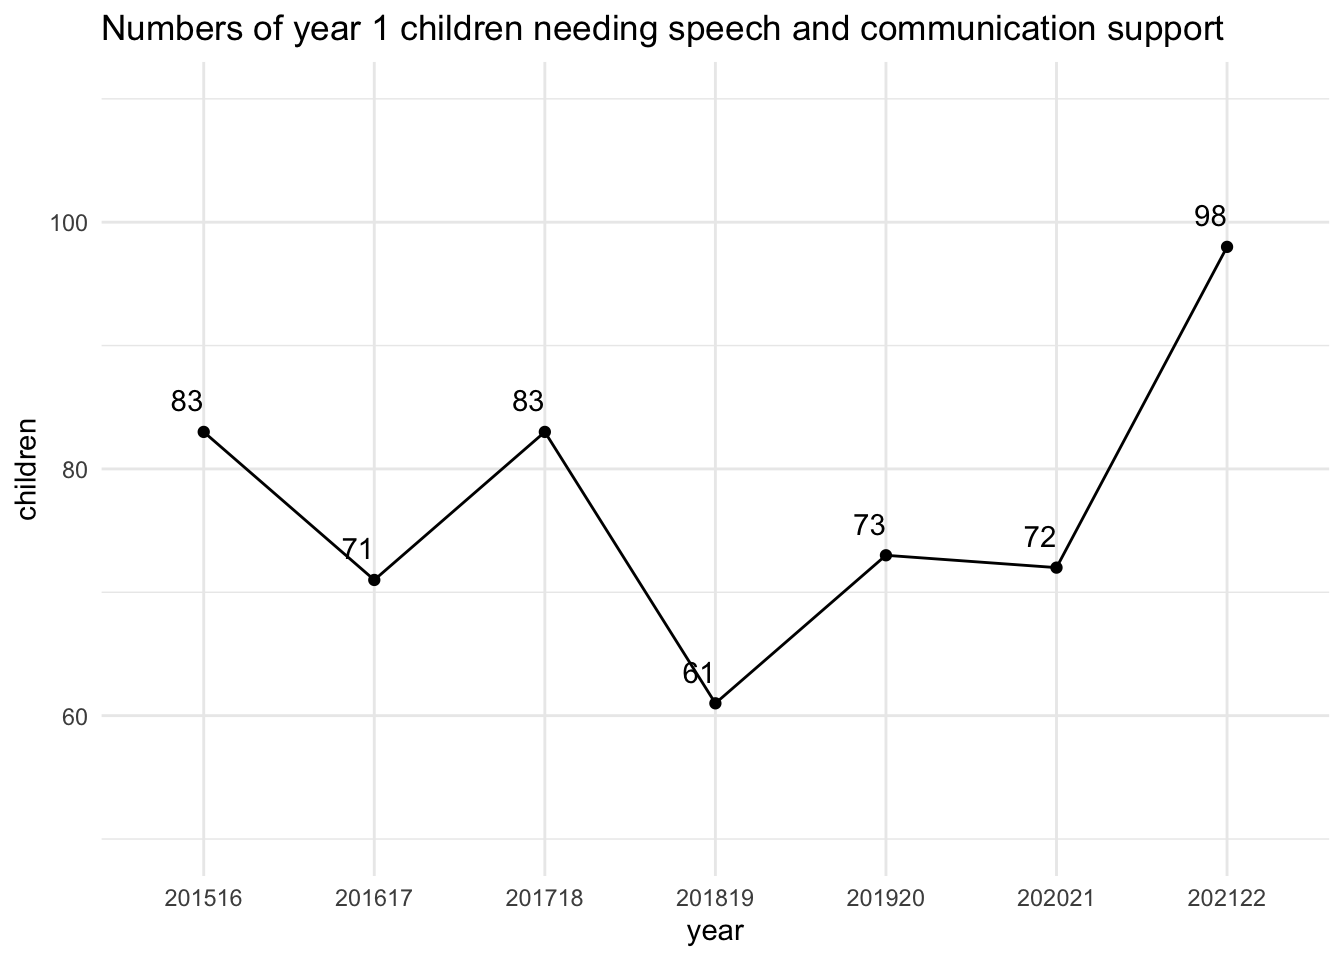 Numbers of year 1 children needing speech and communication support
100
98
83
83
children
80
73
72
71
61
60
201516 201617 201718 201819 201920 202021 202122
year